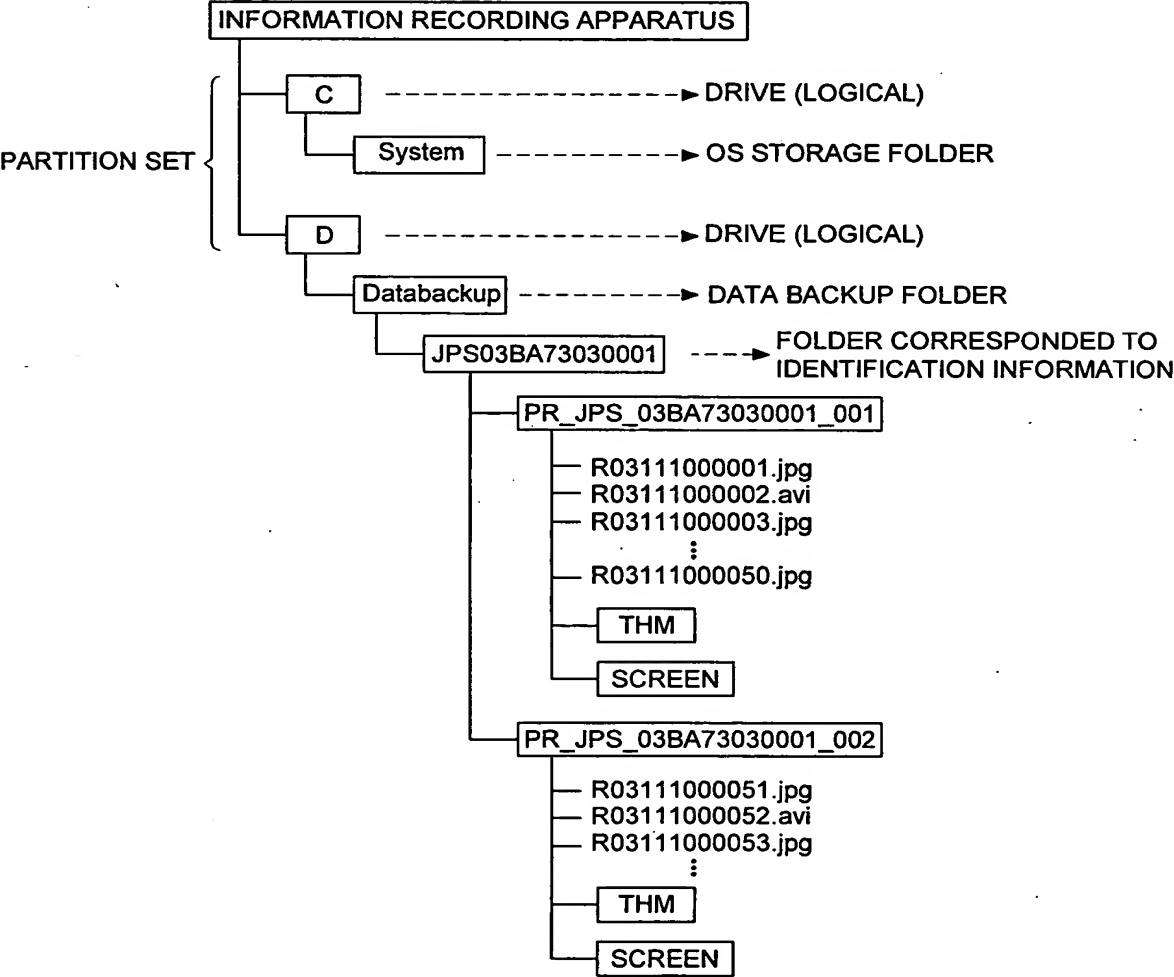 INFORMATION RECORDING APPARATUS
C
DRIVE (LOGICAL)
PARTITION SET
System
OS STORAGE FOLDER
D
DRIVE (LOGICAL)
Databackup
DATA BACKUP FOLDER
JPS03BA73030001
FOLDER CORRESPONDED TO
IDENTIFICATION INFORMATION
PR_JPS_03BA73030001_001
R03111000001.jpg
R03111000002.avi
R03111000003.jpg
R03111000050.jpg
THM
SCREEN
PR_JPS_03BA73030001_002
R03111000051.jpg
R03111000052.avi
R03111000053.jpg
THM
SCREEN